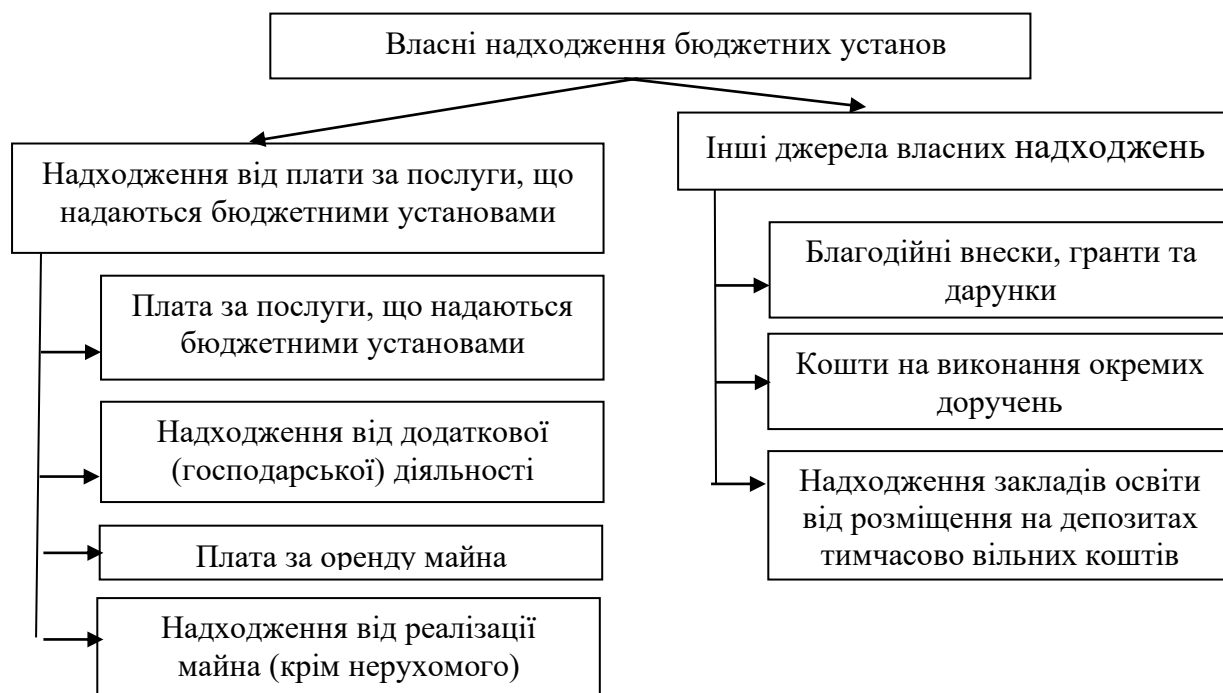 Власні надходження бюджетних установ
Надходження від плати за послуги, що
надаються бюджетними установами
Плата за послуги, що надаються
бюджетними установами
Надходження від додаткової
(господарської) діяльності
Плата за оренду майна
Надходження від реалізації
майна (крім нерухомого)
Інші джерела власних надходжень
Благодійні внески, гранти та
дарунки
Кошти на виконання окремих
доручень
Надходження закладів освіти
від розміщення на депозитах
тимчасово вільних коштів